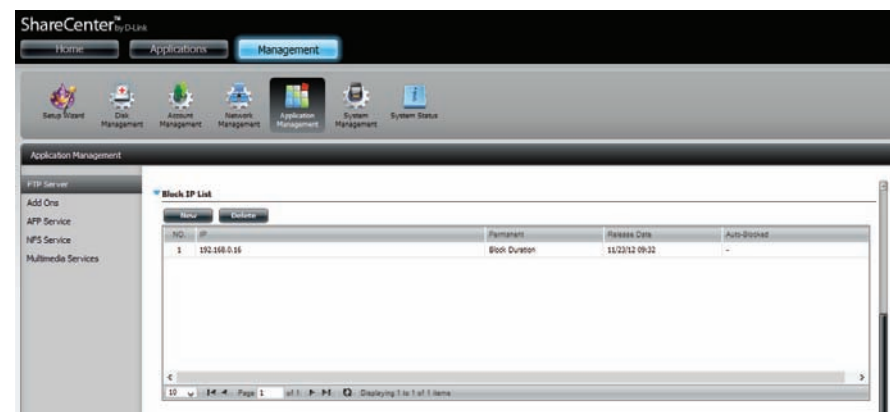 ShareCenter™ by D-Link
Home Applications Management
Setup Wizard Disk Management Account Management Network Management Application Management System Management System Status
Application Management
FTP Server
Add Ons
AFP Service
NFS Service
Multimedia Services
Block IP List
New Delete
NO. IP Permanent Release Date Auto-Blocked
1 192.168.0.16 Block Duration 11/23/12 09:32 -
10 Page 1 of 1 Displaying 1 to 1 of 1 items